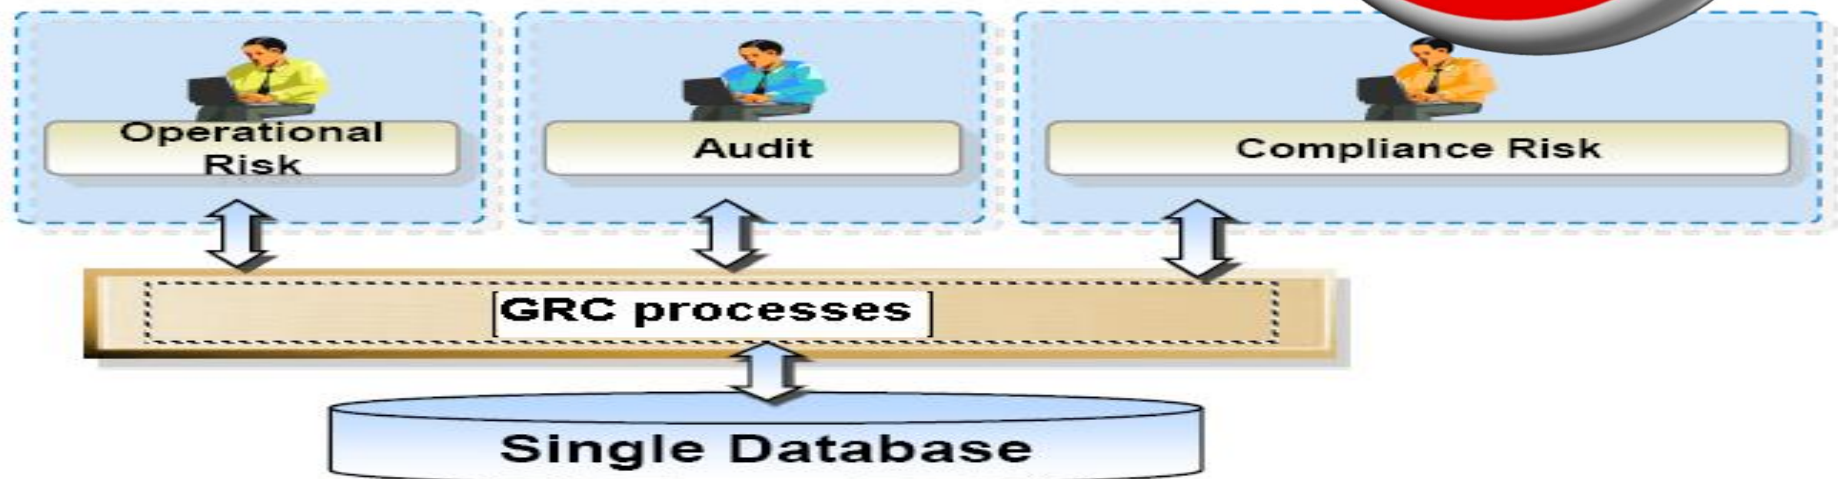 Operational
Risk
Audit
Compliance Risk
GRC processes
Single Database